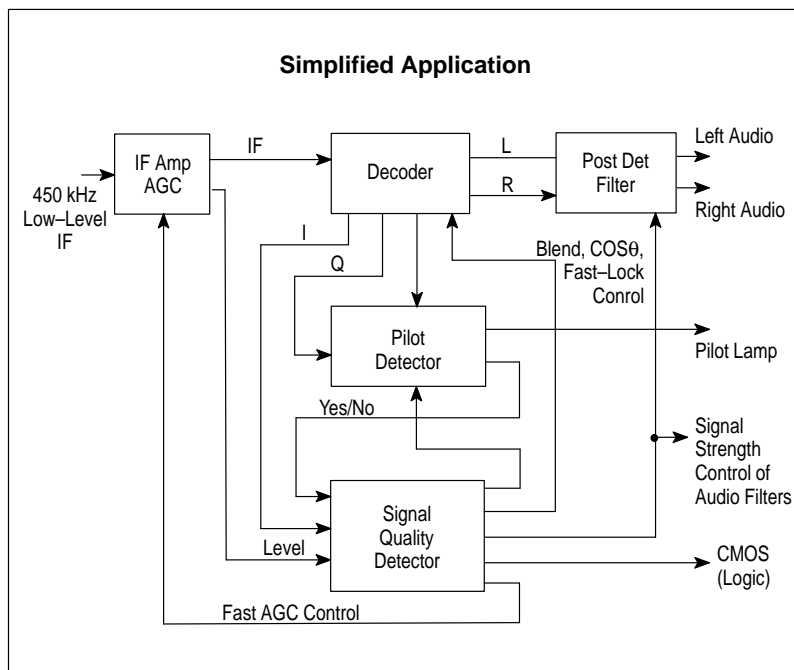 Simplified Application
IF Amp
AGC
IF
Decoder
L
R
Post Det
Filter
Left Audio
Right Audio
450 kHz
Low–Level
IF
I
Q
Blend, COSθ,
Fast–Lock
Conrol
Pilot
Detector
Pilot Lamp
Yes/No
Signal
Strength
Control of
Audio Filters
Signal
Quality
Detector
Level
CMOS
(Logic)
Fast AGC Control